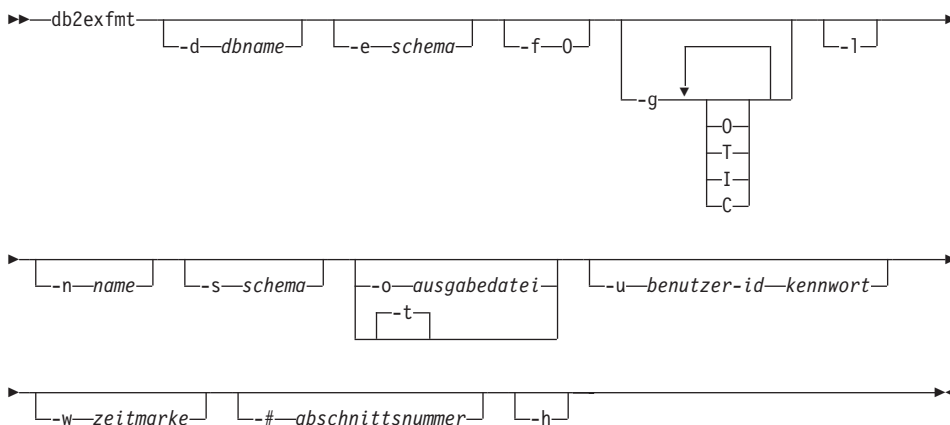 db2exfmt -d dbname -e schema -f O -g O T I C -l
-n name -s schema -o ausgabedatei -t -u benutzer-id kennwort
-w zeitmarke -# abschnittsnummer -h